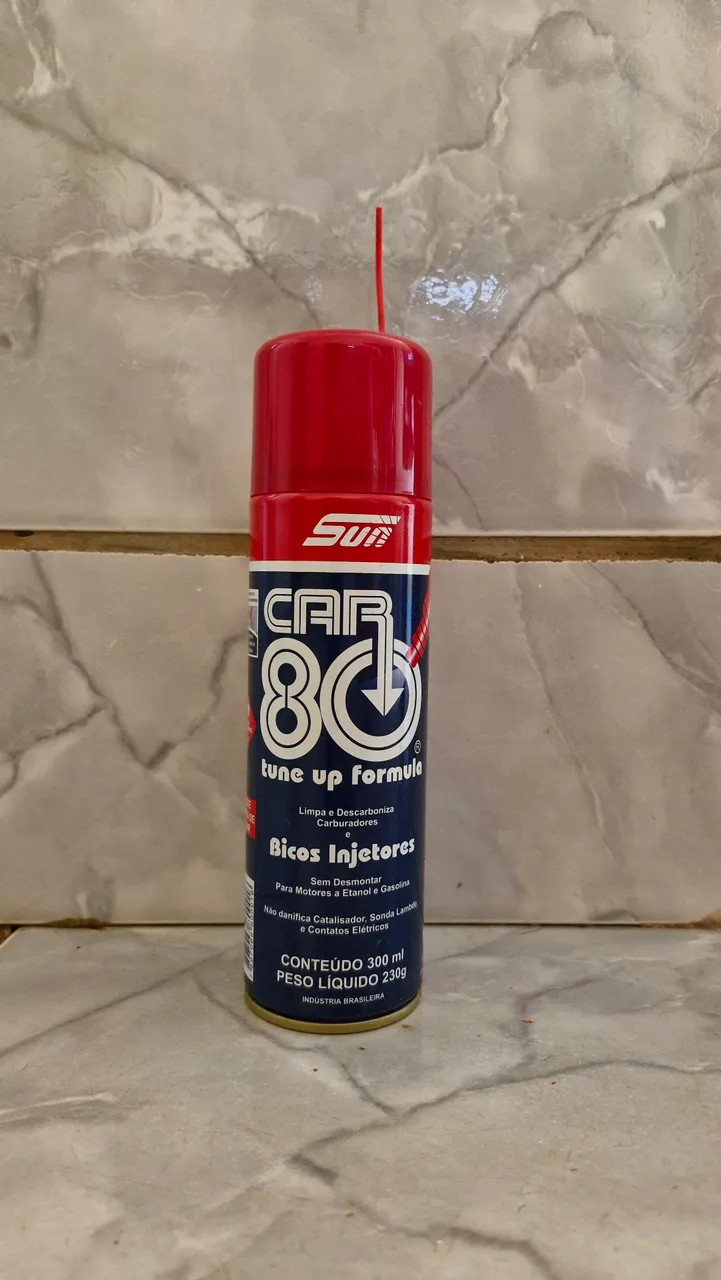 Sun
CAR
80
®
tune up formula
Limpa e Descarboniza
Carburadores
e
Bicos Injetores
Sem Desmontar
Para Motores a Etanol e Gasolina
Não danifica Catalisador, Sonda Lambda
e Contatos Elétricos
CONTEÚDO 300 ml
PESO LÍQUIDO 230g
INDÚSTRIA BRASILEIRA